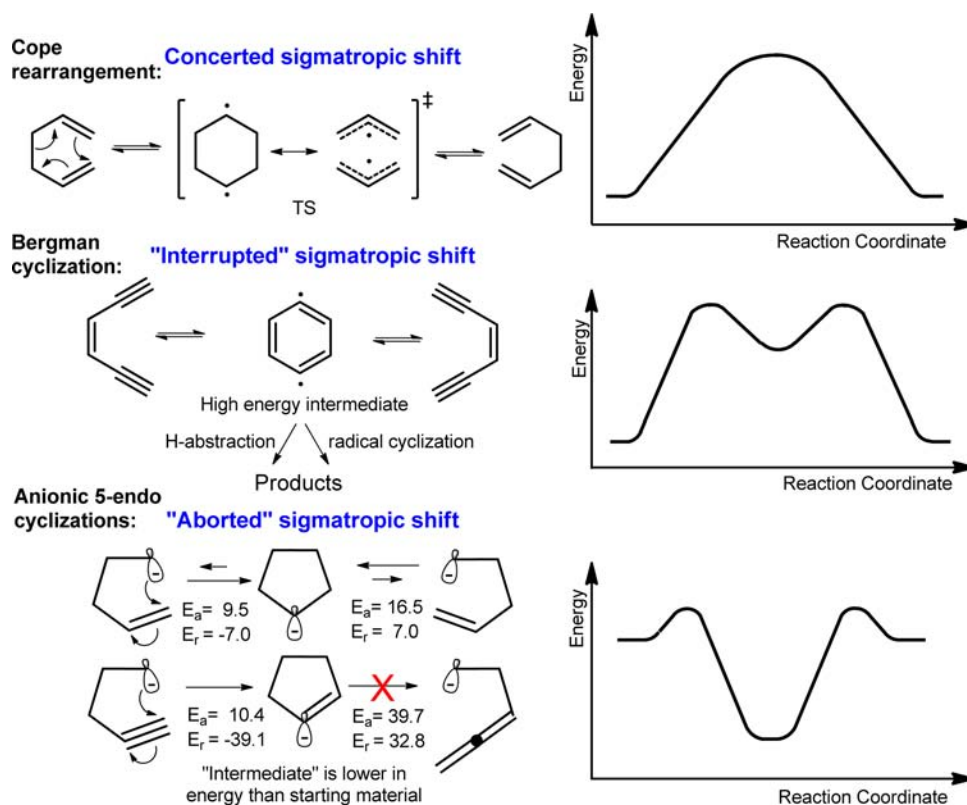 Cope
rearrangement: Concerted sigmatropic shift
‡
TS
Energy
Reaction Coordinate
Bergman
cyclization: "Interrupted" sigmatropic shift
High energy intermediate
H-abstraction radical cyclization
Products
Energy
Reaction Coordinate
Anionic 5-endo
cyclizations: "Aborted" sigmatropic shift
Ea= 9.5 Ea= 16.5
Er= -7.0 Er= 7.0
X
Ea= 10.4 Ea= 39.7
Er= -39.1 Er= 32.8
"Intermediate" is lower in
energy than starting material
Energy
Reaction Coordinate